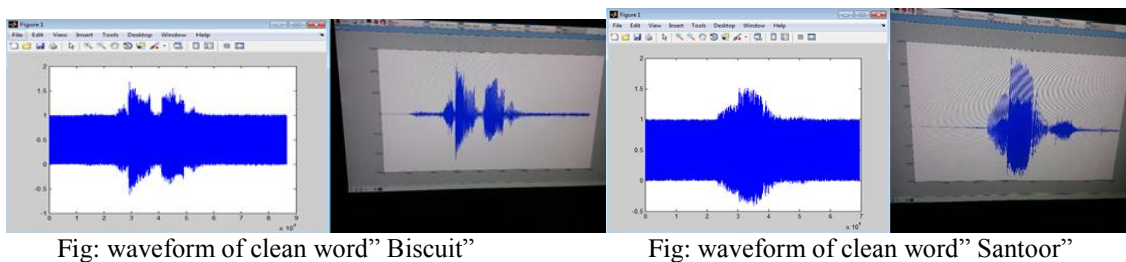 Figure 1
File Edit View Insert Tools Desktop Window Help
2
1.5
1
0.5
0
-0.5
-1
0 1 2 3 4 5 6 7 8 9
x 10⁴
Figure 1
File Edit View Insert Tools Desktop Window Help
2
1.5
1
0.5
0
-0.5
0 1 2 3 4 5 6 7
x 10⁴
Fig: waveform of clean word” Biscuit”
Fig: waveform of clean word” Santoor”